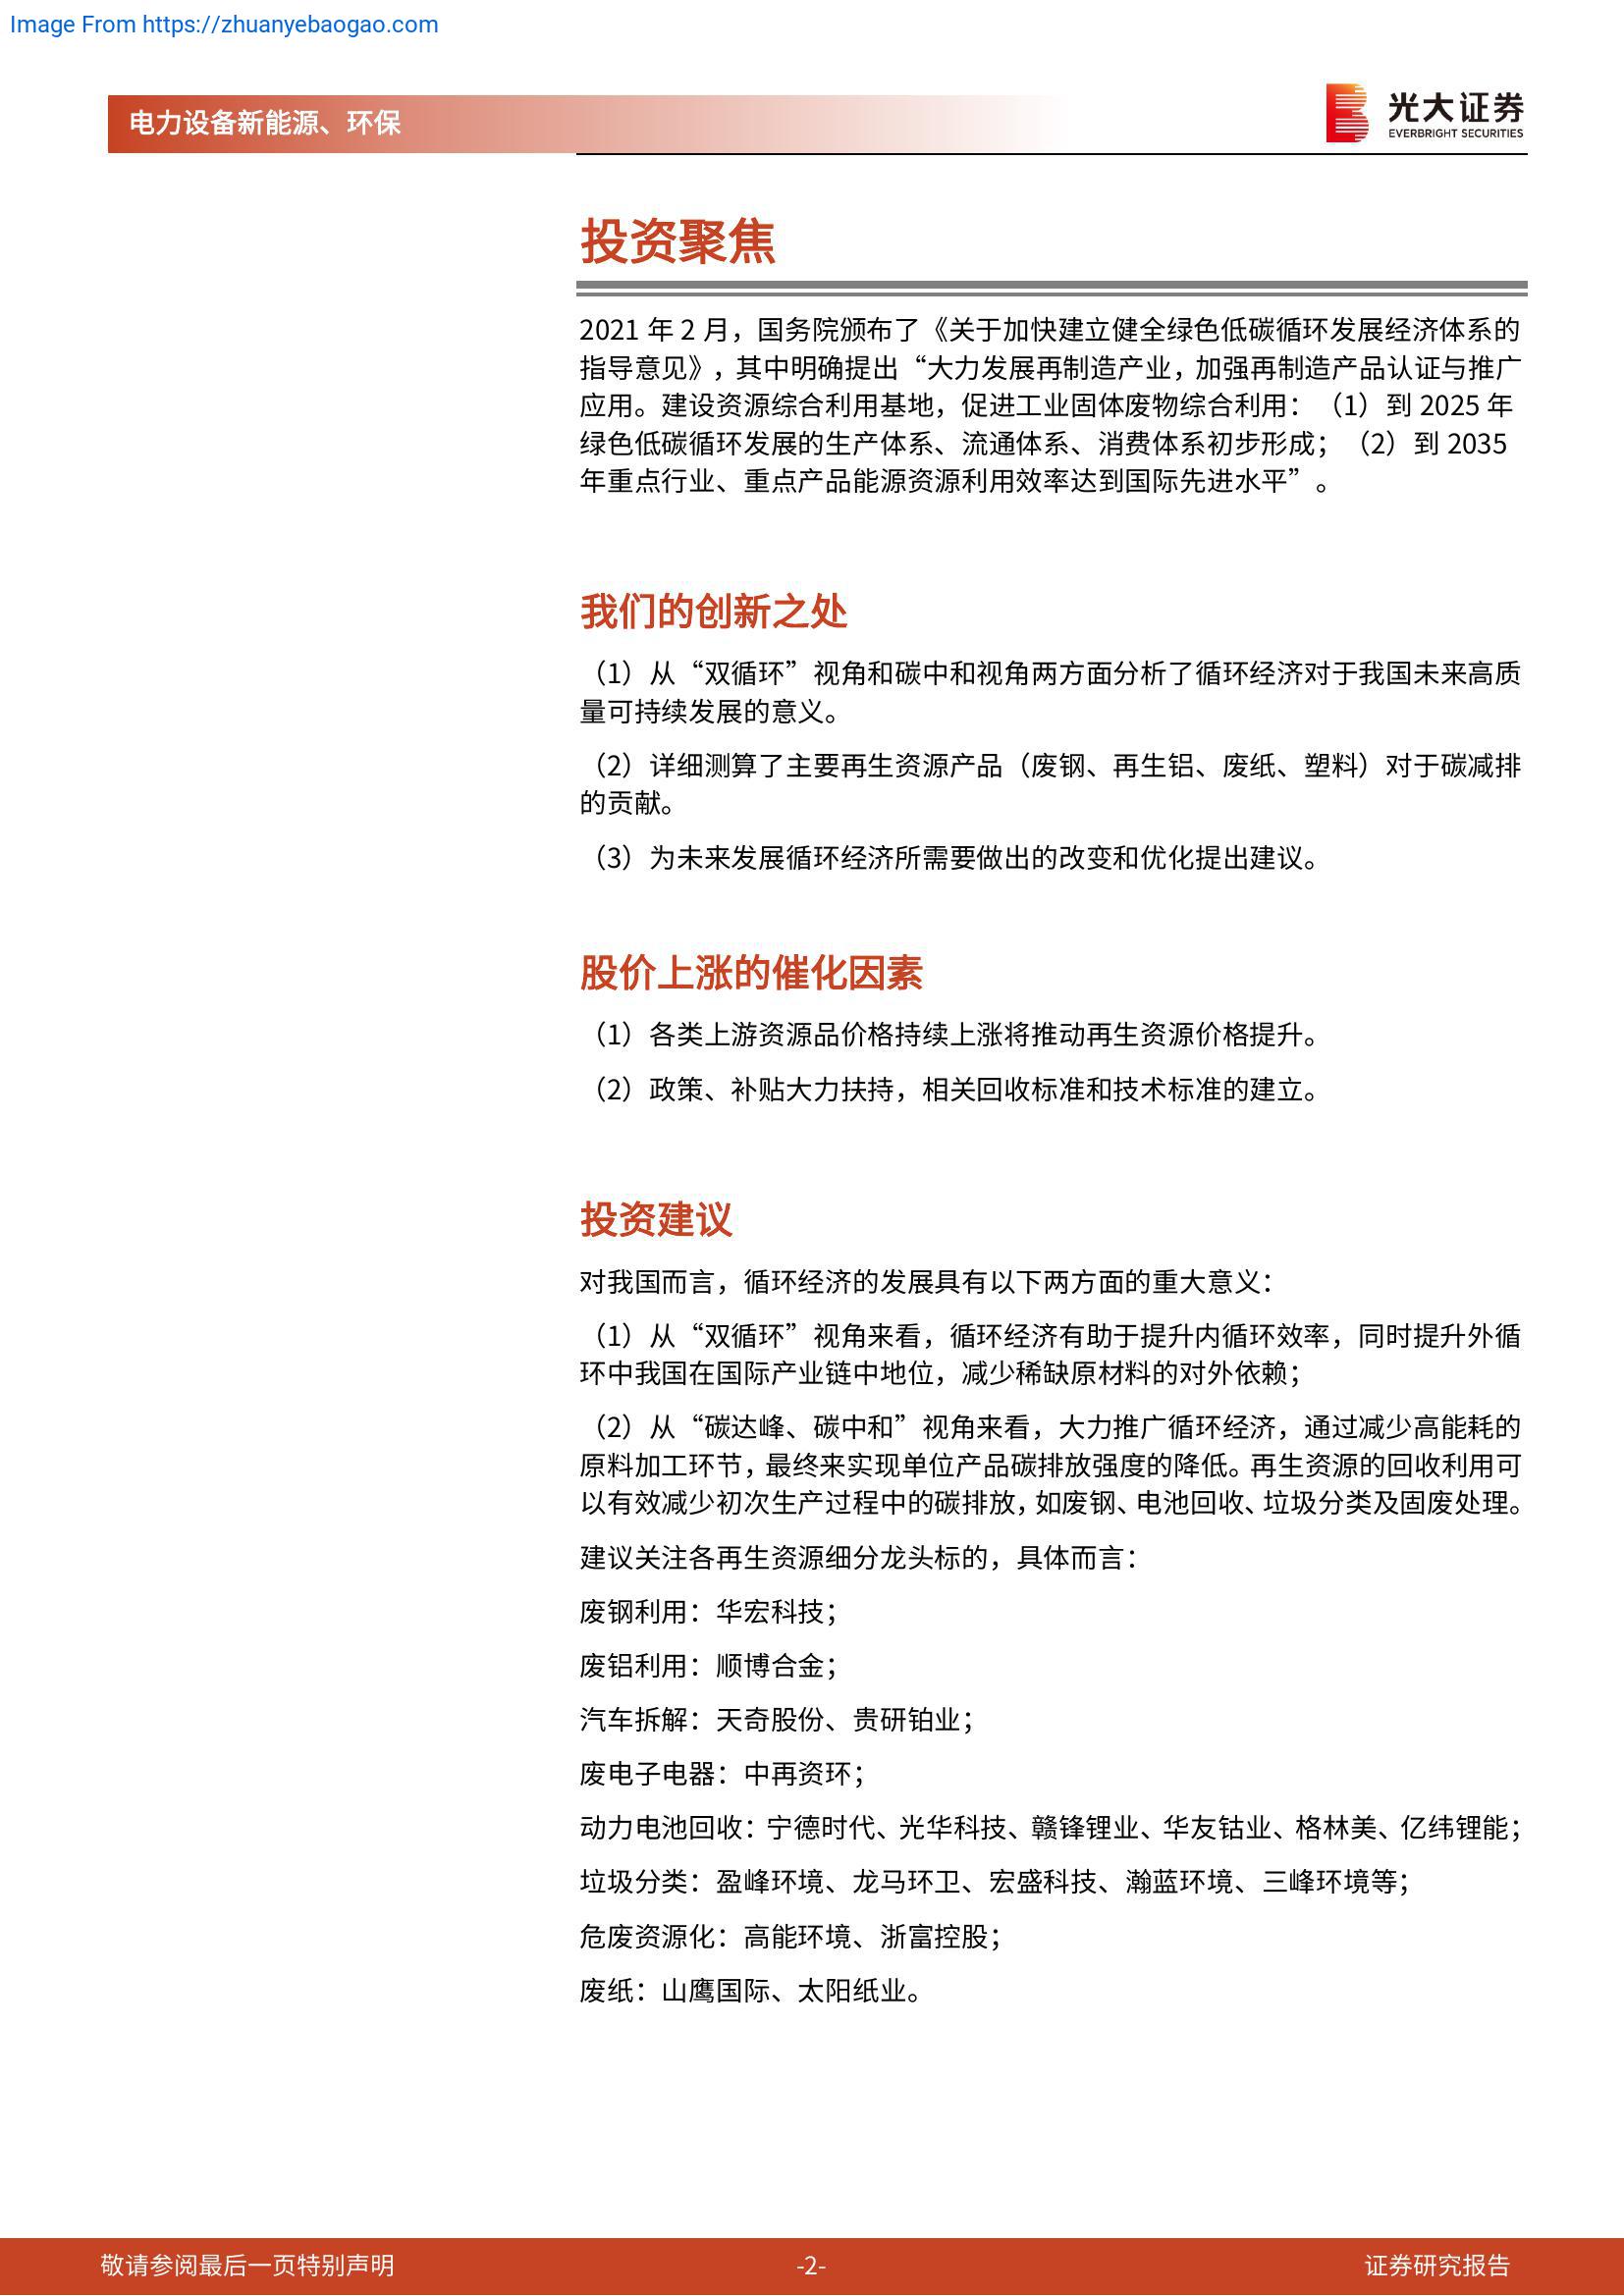 Image From https://zhuanyebaogao.com
电力设备新能源、环保
光大证券
EVERBRIGHT SECURITIES
投资聚焦
2021 年 2 月，国务院颁布了《关于加快建立健全绿色低碳循环发展经济体系的
指导意见》，其中明确提出“大力发展再制造产业，加强再制造产品认证与推广
应用。建设资源综合利用基地，促进工业固体废物综合利用：（1）到 2025 年
绿色低碳循环发展的生产体系、流通体系、消费体系初步形成；（2）到 2035
年重点行业、重点产品能源资源利用效率达到国际先进水平”。
我们的创新之处
（1）从“双循环”视角和碳中和视角两方面分析了循环经济对于我国未来高质
量可持续发展的意义。
（2）详细测算了主要再生资源产品（废钢、再生铝、废纸、塑料）对于碳减排
的贡献。
（3）为未来发展循环经济所需要做出的改变和优化提出建议。
股价上涨的催化因素
（1）各类上游资源品价格持续上涨将推动再生资源价格提升。
（2）政策、补贴大力扶持，相关回收标准和技术标准的建立。
投资建议
对我国而言，循环经济的发展具有以下两方面的重大意义：
（1）从“双循环”视角来看，循环经济有助于提升内循环效率，同时提升外循
环中我国在国际产业链中地位，减少稀缺原材料的对外依赖；
（2）从“碳达峰、碳中和”视角来看，大力推广循环经济，通过减少高能耗的
原料加工环节，最终来实现单位产品碳排放强度的降低。再生资源的回收利用可
以有效减少初次生产过程中的碳排放，如废钢、电池回收、垃圾分类及固废处理。
建议关注各再生资源细分龙头标的，具体而言：
废钢利用：华宏科技；
废铝利用：顺博合金；
汽车拆解：天奇股份、贵研铂业；
废电子电器：中再资环；
动力电池回收：宁德时代、光华科技、赣锋锂业、华友钴业、格林美、亿纬锂能；
垃圾分类：盈峰环境、龙马环卫、宏盛科技、瀚蓝环境、三峰环境等；
危废资源化：高能环境、浙富控股；
废纸：山鹰国际、太阳纸业。
敬请参阅最后一页特别声明
-2-
证券研究报告